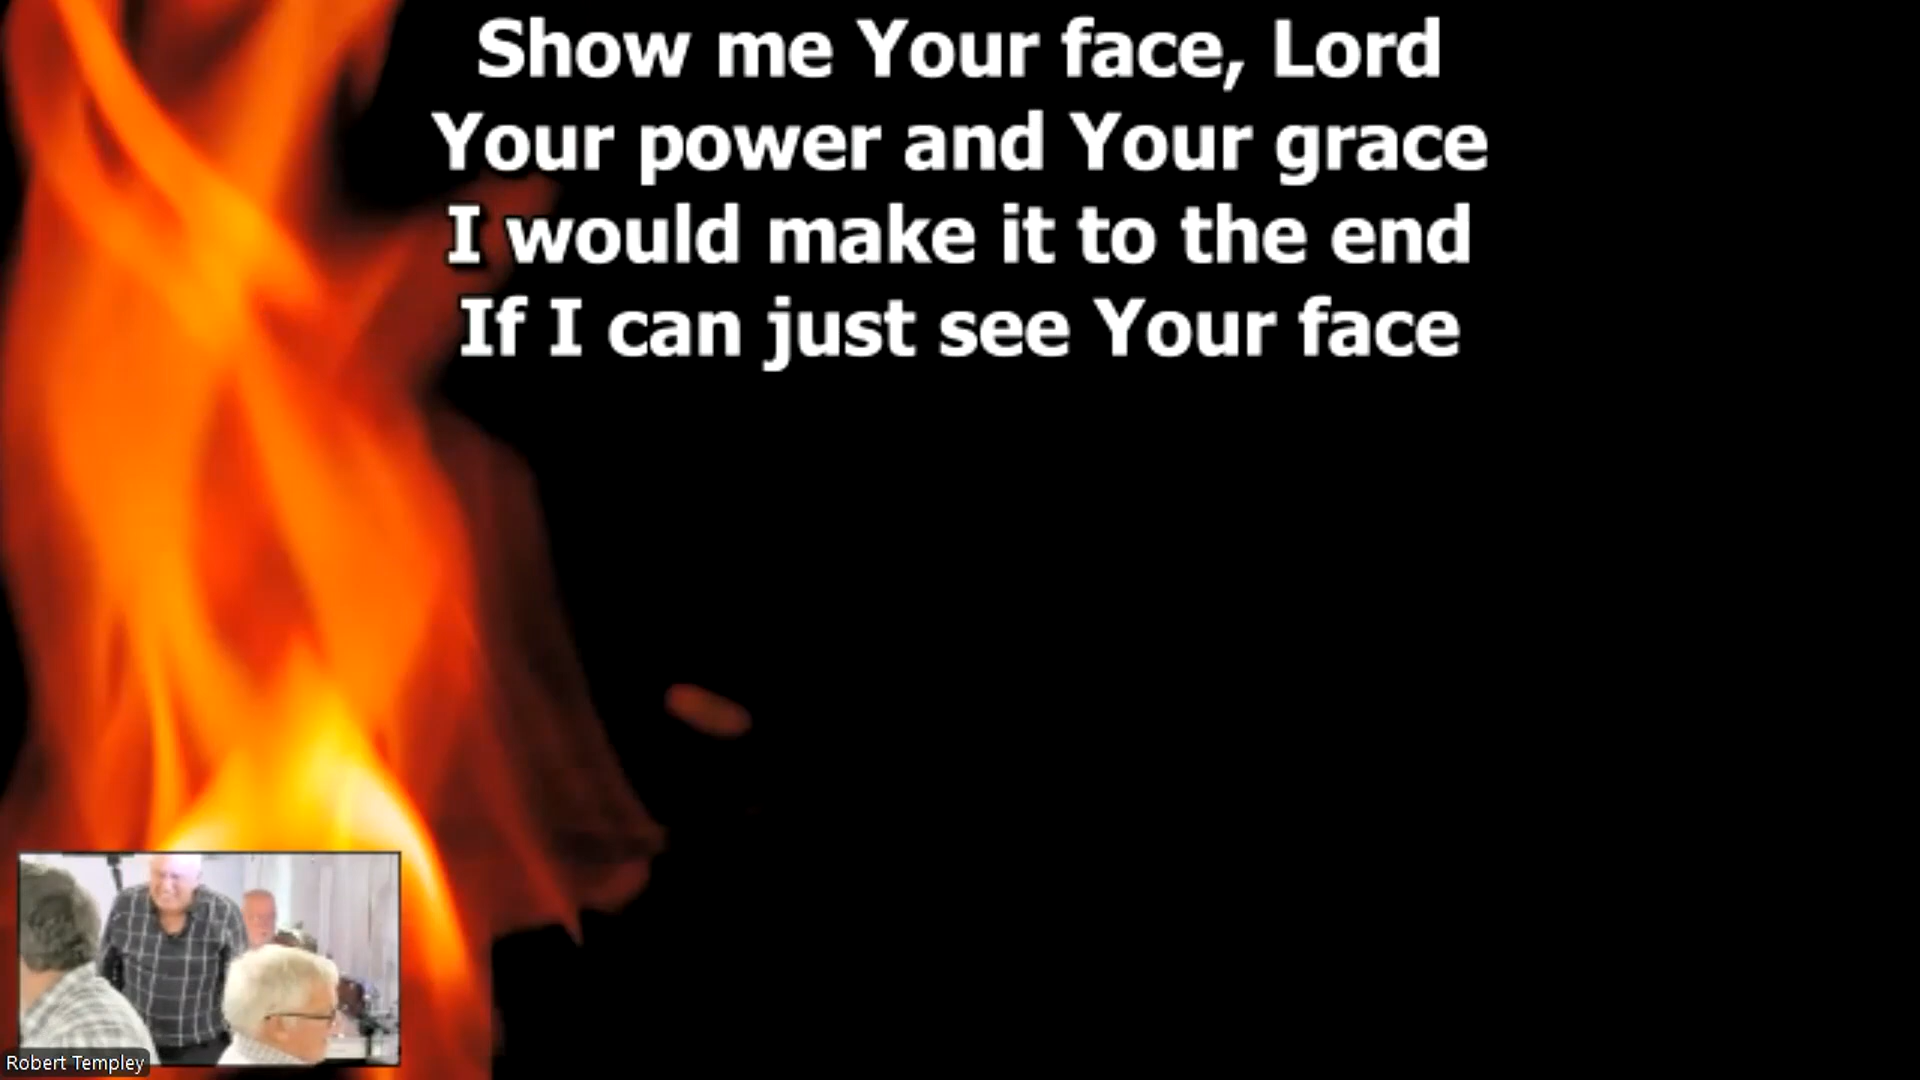 Show me Your face, Lord
Your power and Your grace
I would make it to the end
If I can just see Your face
Robert Templey